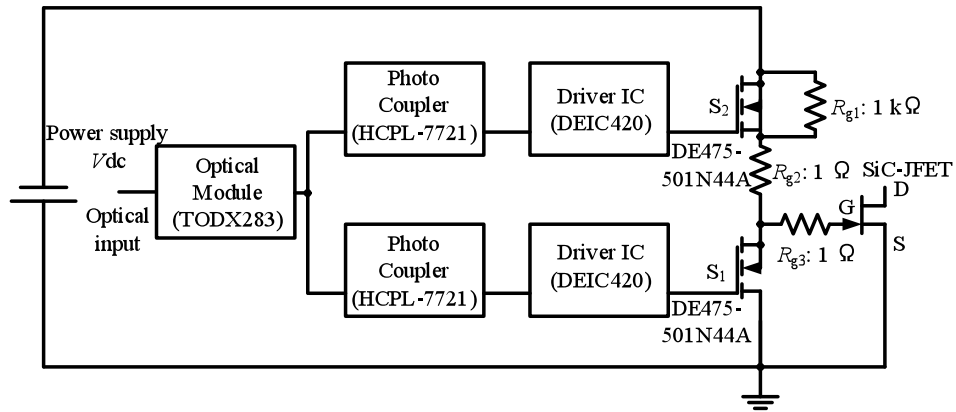 Power supply
Vdc
Optical
input
Optical
Module
(TODX283)
Photo
Coupler
(HCPL-7721)
Driver IC
(DEIC420)
S2
DE475-
501N44A
Rg1: 1 kΩ
Rg2: 1 Ω
SiC-JFET
D
G
S
Rg3: 1 Ω
Photo
Coupler
(HCPL-7721)
Driver IC
(DEIC420)
S1
DE475-
501N44A